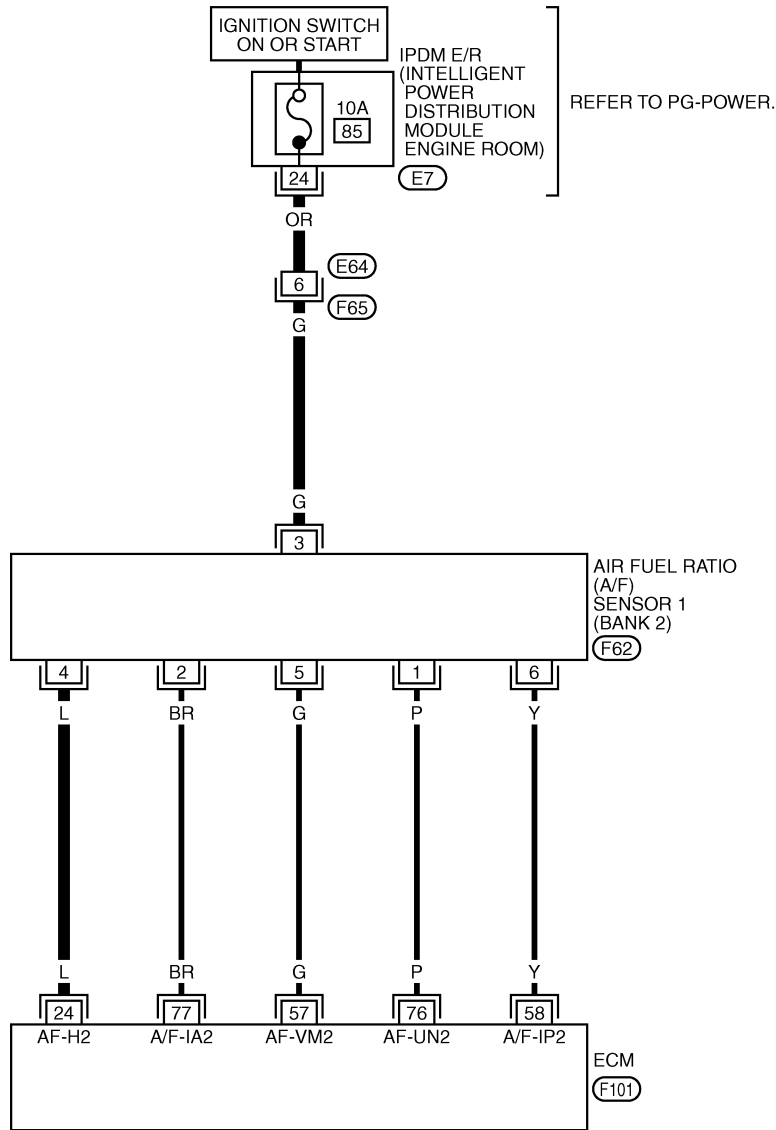 IGNITION SWITCH
ON OR START
IPDM E/R
(INTELLIGENT
POWER
DISTRIBUTION
MODULE
ENGINE ROOM)
REFER TO PG-POWER.
10A
85
24
E7
OR
E64
6
F65
G
G
3
AIR FUEL RATIO
(A/F)
SENSOR 1
(BANK 2)
F62
4 2 5 1 6
L BR G P Y
L BR G P Y
24 77 57 76 58
AF-H2 A/F-IA2 AF-VM2 AF-UN2 A/F-IP2
ECM
F101